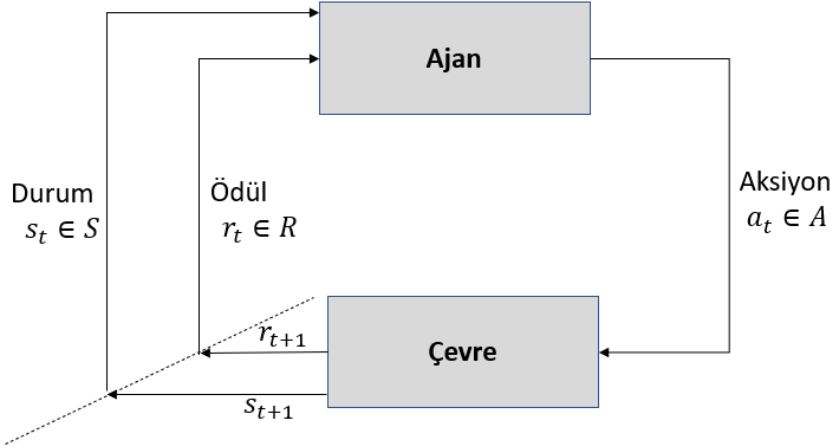 Ajan
Durum
s_t ∈ S
Ödül
r_t ∈ R
Aksiyon
a_t ∈ A
r_{t+1}
Çevre
s_{t+1}